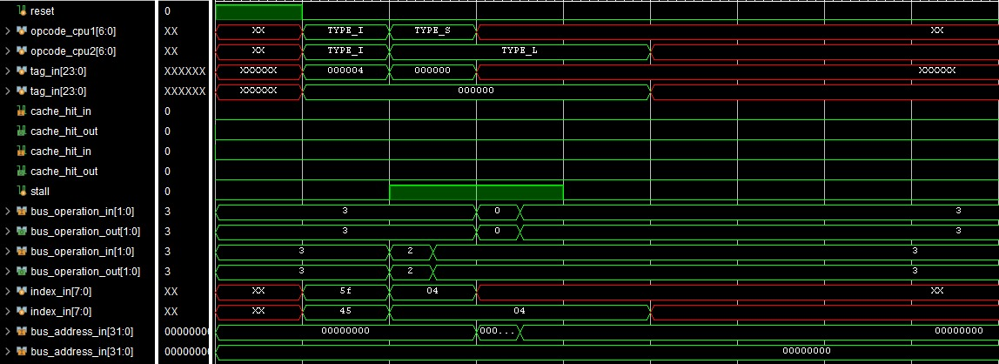 reset 0
opcode_cpu1[6:0] XX XX TYPE_I TYPE_S XX
opcode_cpu2[6:0] XX XX TYPE_I TYPE_L
tag_in[23:0] XXXXXX XXXXXX 000004 000000 XXXXXX
tag_in[23:0] XXXXXX XXXXXX 000000
cache_hit_in 0
cache_hit_out 0
cache_hit_in 0
cache_hit_out 0
stall 0
bus_operation_in[1:0] 3 3 0 3
bus_operation_out[1:0] 3 3 0 3
bus_operation_in[1:0] 3 3 2 3
bus_operation_out[1:0] 3 3 2 3
index_in[7:0] XX XX 5f 04 XX
index_in[7:0] XX XX 45 04
bus_address_in[31:0] 00000000 00000000 000... 00000000
bus_address_in[31:0] 00000000 00000000